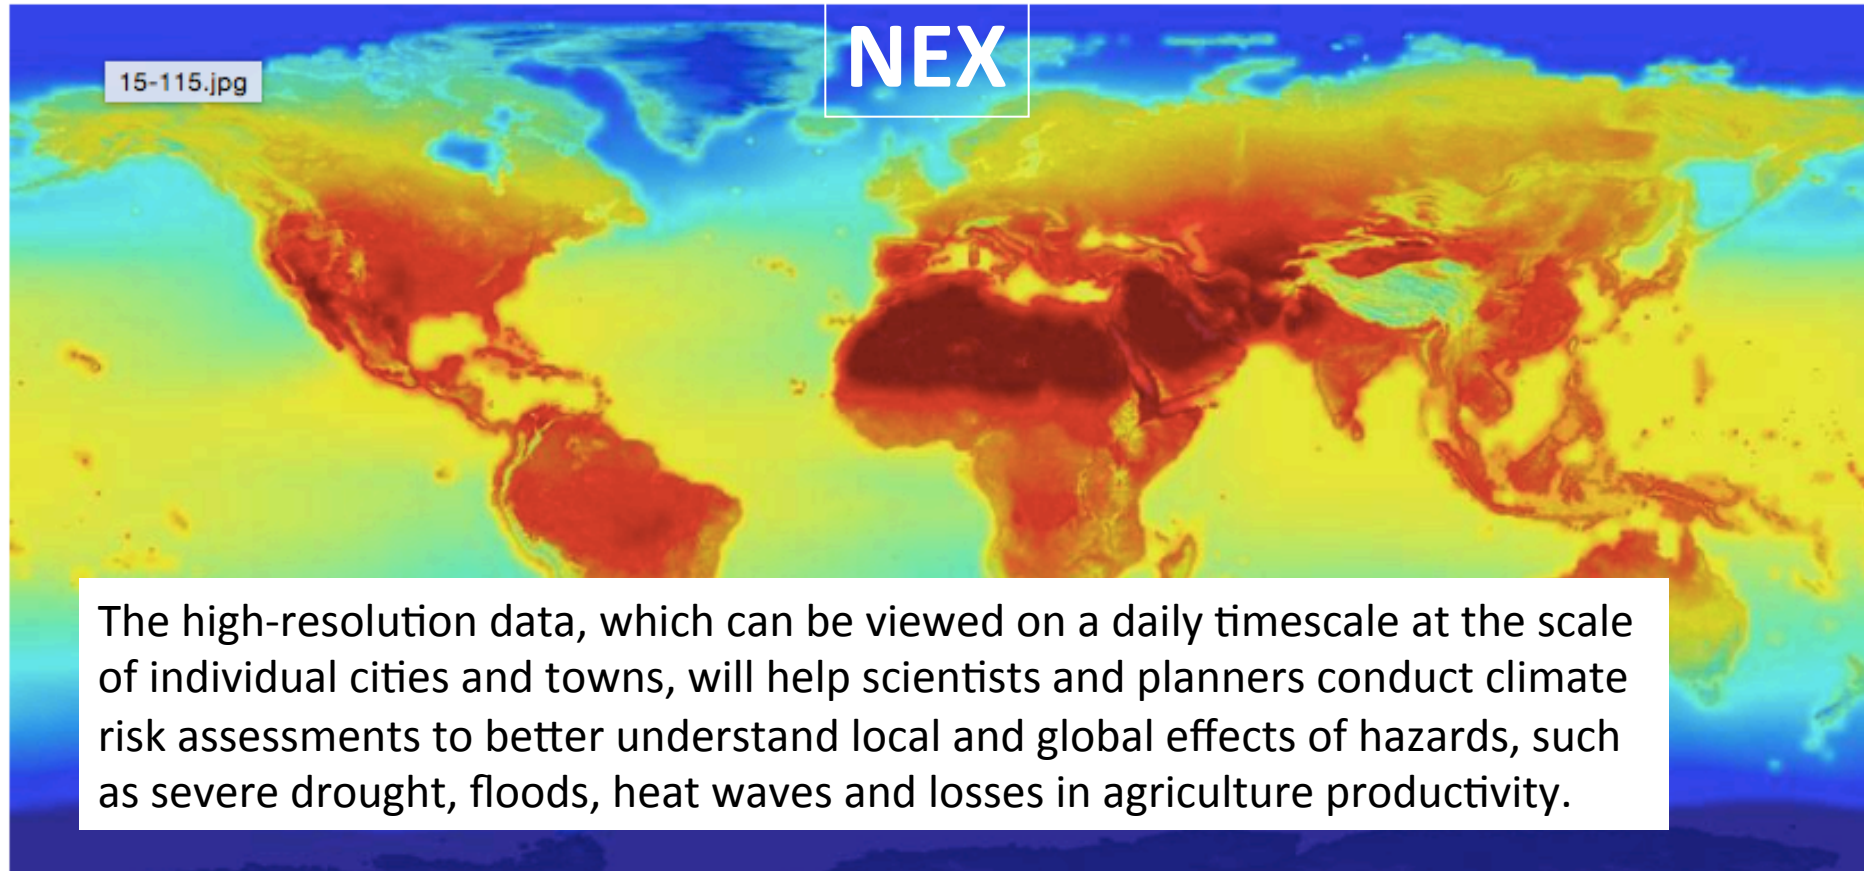 NEX
15-115.jpg
The high-resolution data, which can be viewed on a daily timescale at the scale
of individual cities and towns, will help scientists and planners conduct climate
risk assessments to better understand local and global effects of hazards, such
as severe drought, floods, heat waves and losses in agriculture productivity.